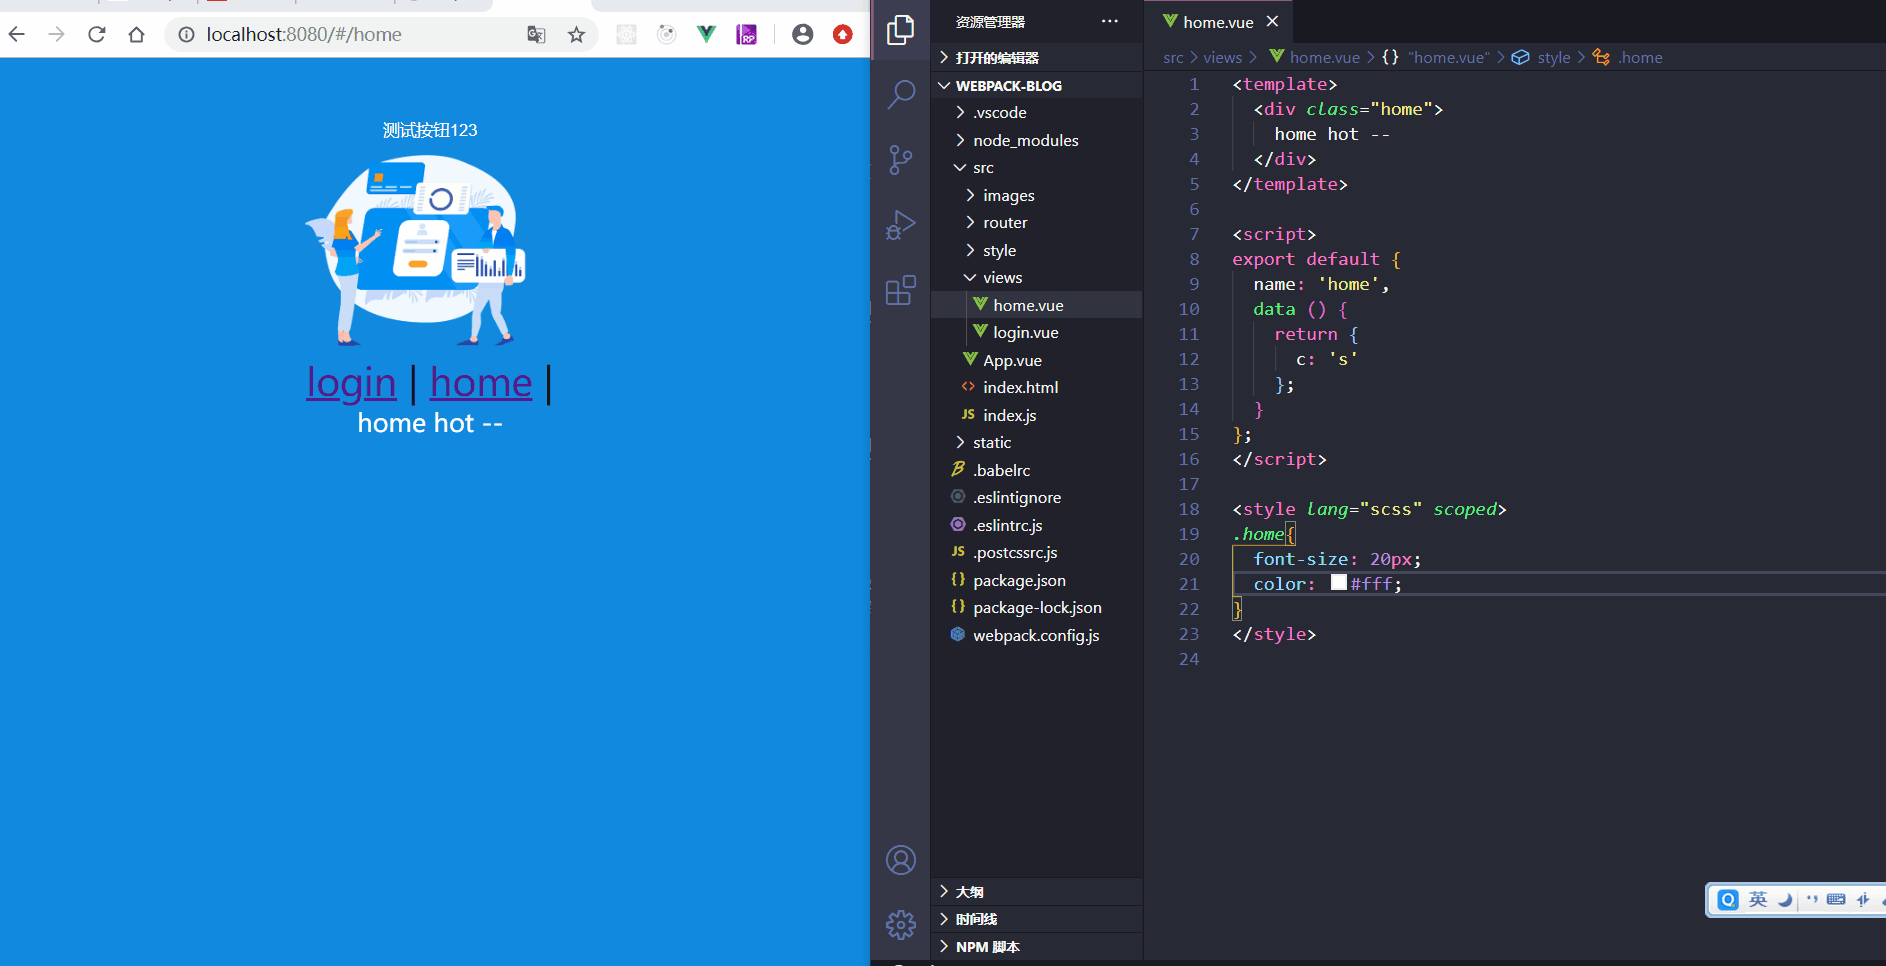 localhost:8080/#/home
测试按钮123
login | home |
home hot --
资源管理器 ···
打开的编辑器
WEBPACK-BLOG
.vscode
node_modules
src
images
router
style
views
home.vue
login.vue
App.vue
index.html
JS index.js
static
.babelrc
.eslintignore
.eslintrc.js
JS .postcssrc.js
{} package.json
{} package-lock.json
webpack.config.js
大纲
时间线
NPM 脚本
home.vue
src > views > home.vue > {} "home.vue" > style > .home
1 <template>
2 <div class="home">
3 home hot --
4 </div>
5 </template>
6
7 <script>
8 export default {
9 name: 'home',
10 data () {
11 return {
12 c: 's'
13 };
14 }
15 };
16 </script>
17
18 <style lang="scss" scoped>
19 .home{
20 font-size: 20px;
21 color: #fff;
22 }
23 </style>
24
英